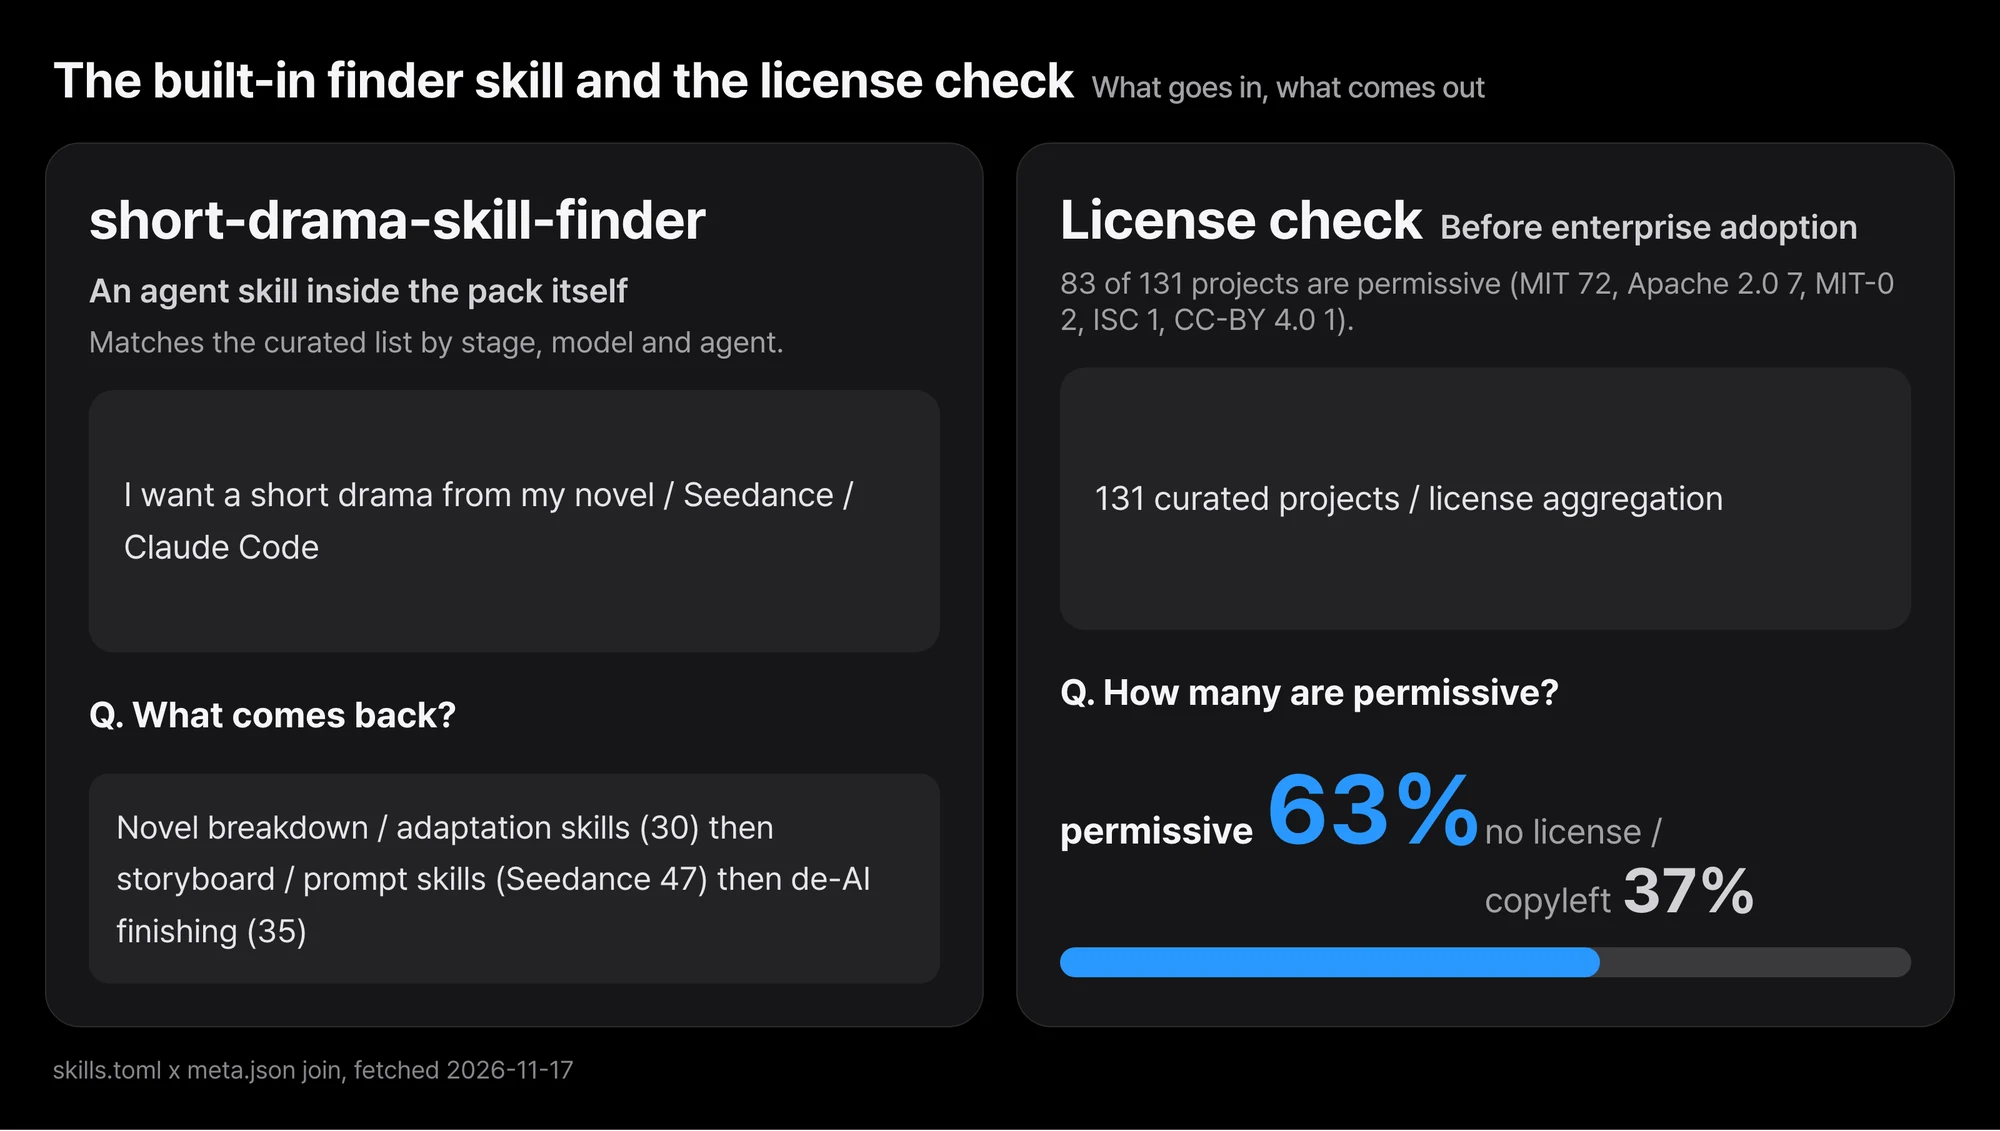 The built-in finder skill and the license check What goes in, what comes out
short-drama-skill-finder
An agent skill inside the pack itself
Matches the curated list by stage, model and agent.
I want a short drama from my novel / Seedance /
Claude Code
Q. What comes back?
Novel breakdown / adaptation skills (30) then
storyboard / prompt skills (Seedance 47) then de-AI
finishing (35)
License check Before enterprise adoption
83 of 131 projects are permissive (MIT 72, Apache 2.0 7, MIT-0
2, ISC 1, CC-BY 4.0 1).
131 curated projects / license aggregation
Q. How many are permissive?
permissive 63% no license /
copyleft 37%
skills.toml x meta.json join, fetched 2026-11-17